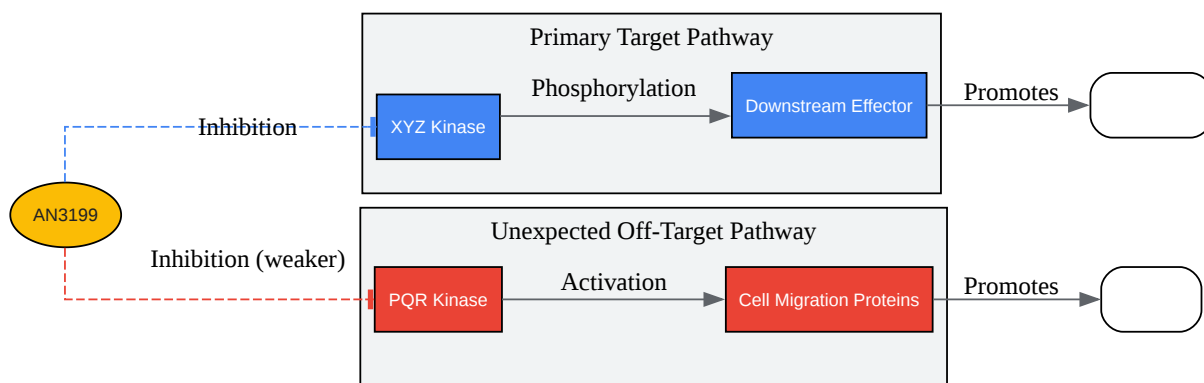 Primary Target Pathway
Phosphorylation
Promotes
XYZ Kinase
Downstream Effector
Inhibition
AN3199
Unexpected Off-Target Pathway
Inhibition (weaker)
Activation
Promotes
PQR Kinase
Cell Migration Proteins